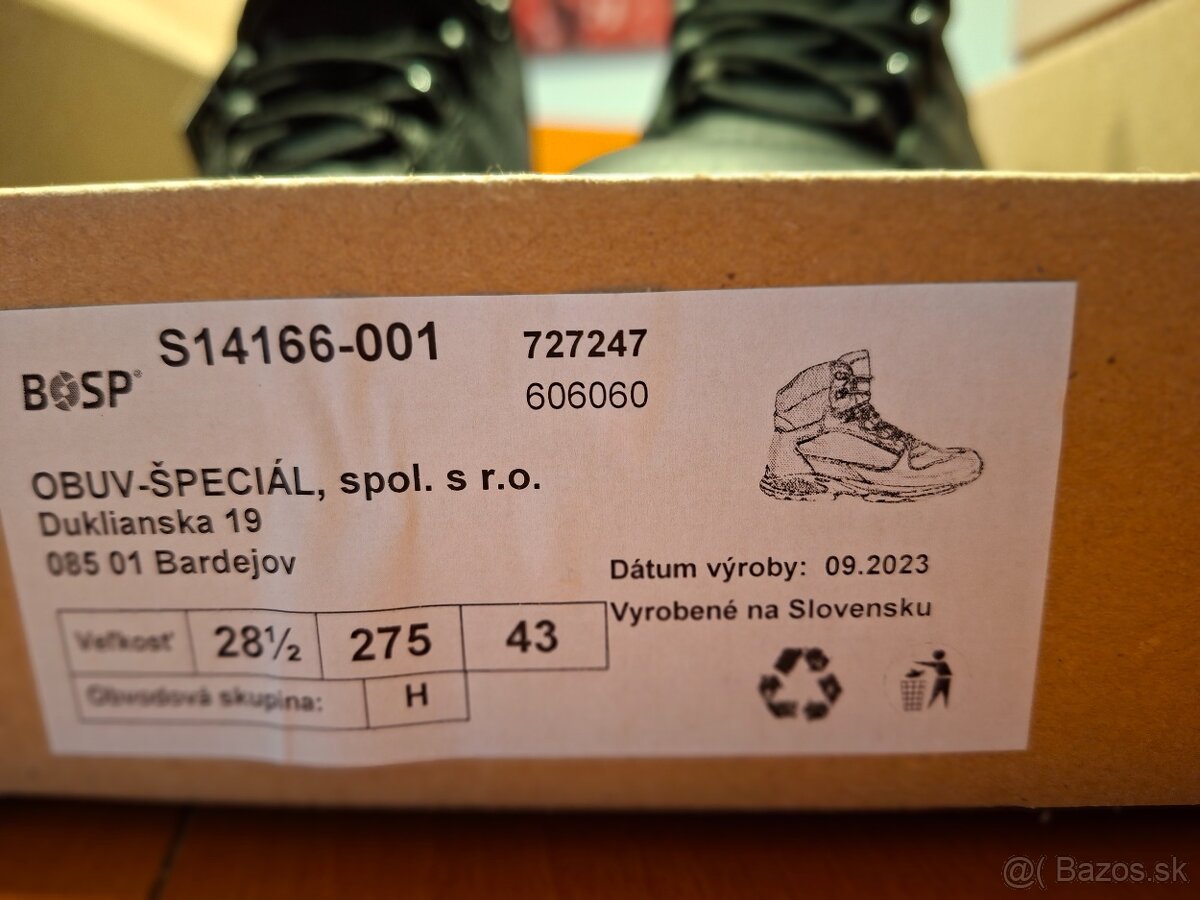 S14166-001
727247
BOSP®
606060
OBUV-ŠPECIÁL, spol. s r.o.
Duklianska 19
085 01 Bardejov
Dátum výroby: 09.2023
Vyrobené na Slovensku
Veľkosť 28½ 275 43
Obvodová skupina: H
@( Bazos.sk